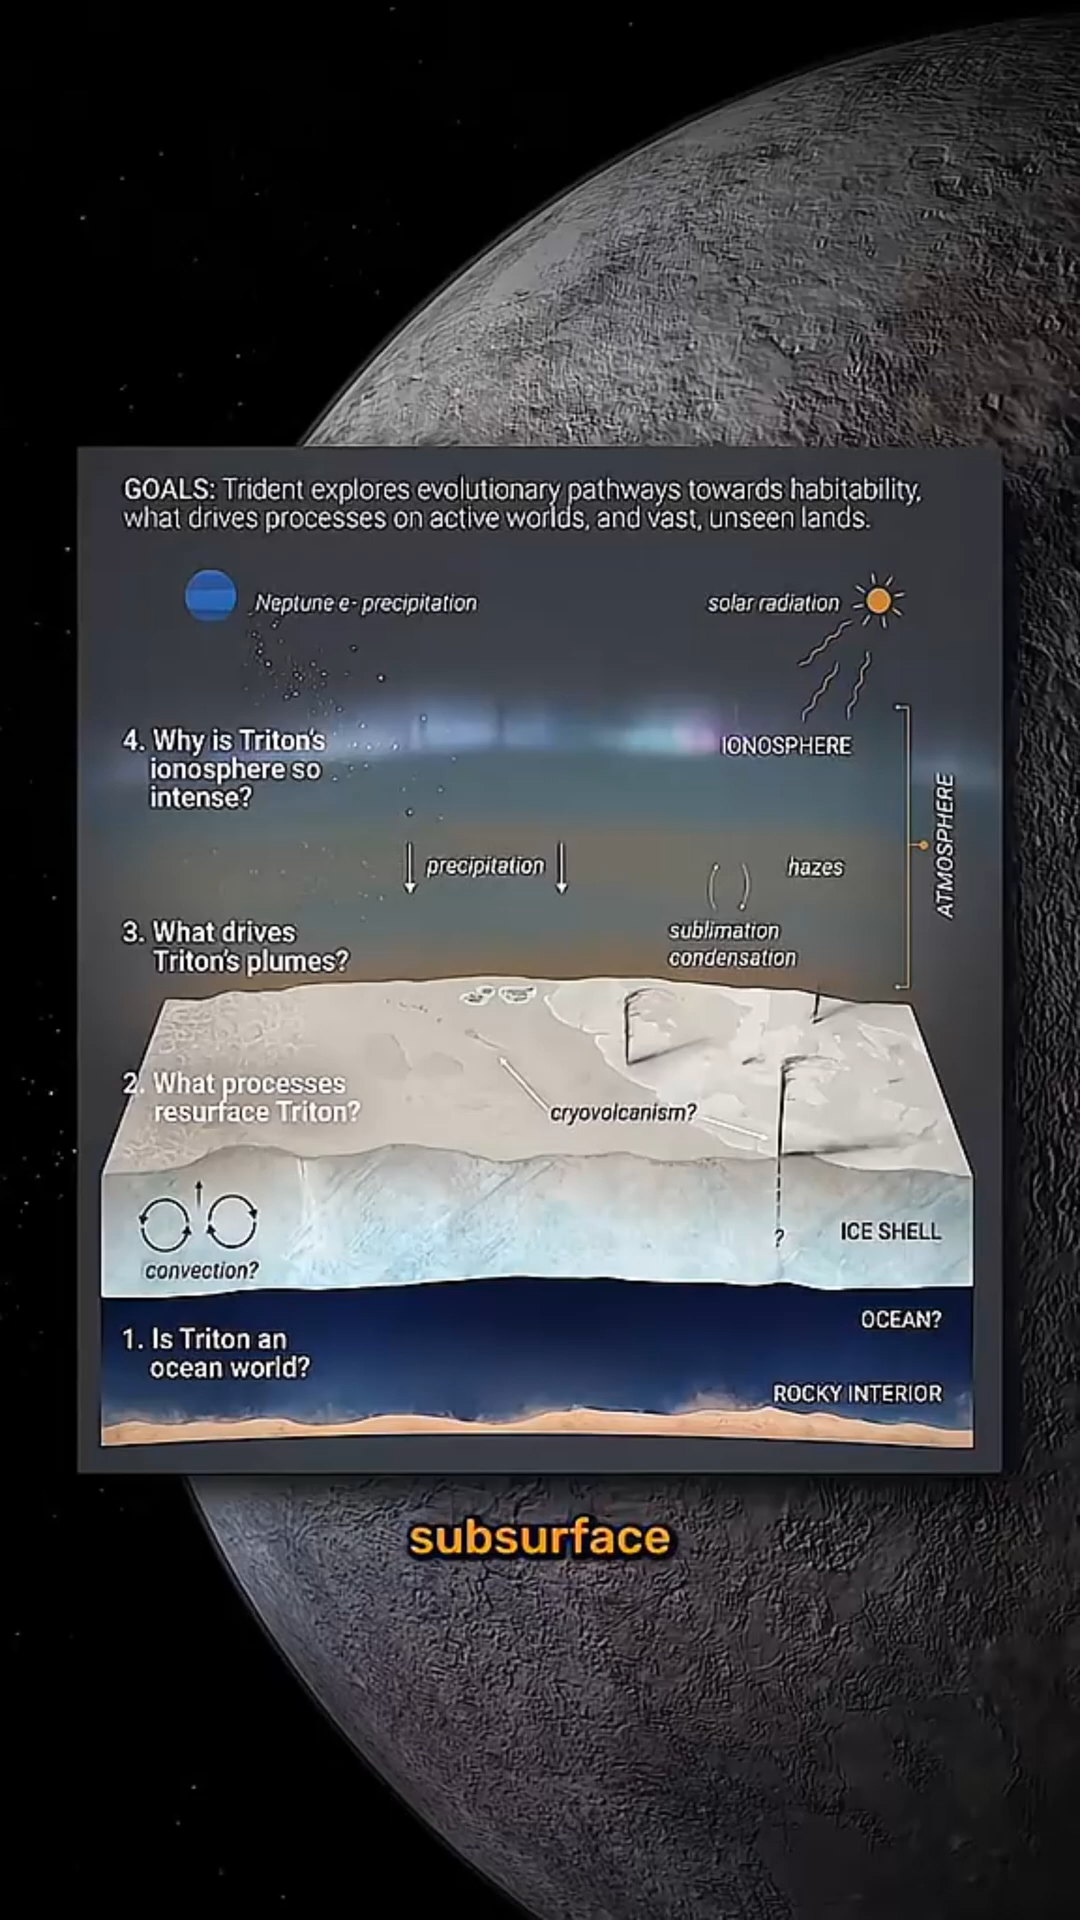 GOALS: Trident explores evolutionary pathways towards habitability,
what drives processes on active worlds, and vast, unseen lands.
Neptune e- precipitation
solar radiation
4. Why is Triton's
ionosphere so
intense?
IONOSPHERE
ATMOSPHERE
precipitation
hazes
sublimation
condensation
3. What drives
Triton's plumes?
2. What processes
resurface Triton?
cryovolcanism?
?
ICE SHELL
convection?
OCEAN?
1. Is Triton an
ocean world?
ROCKY INTERIOR
subsurface